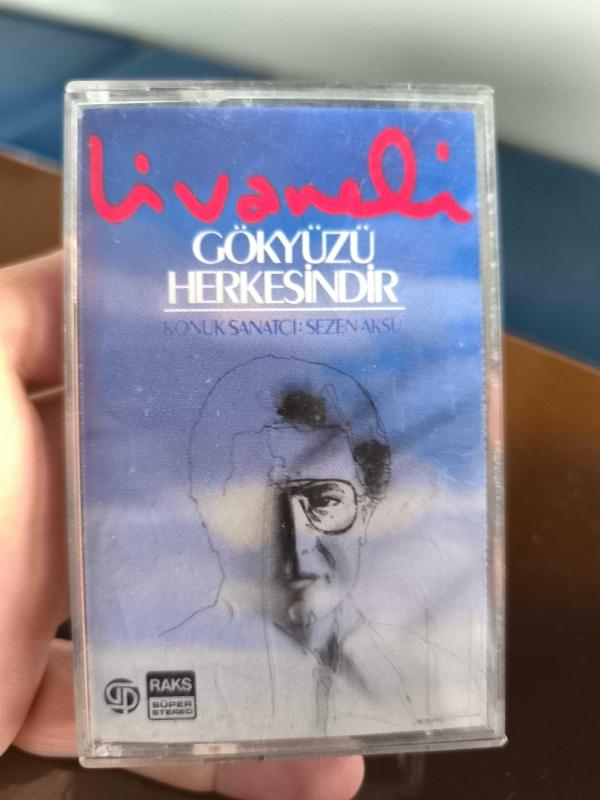 Livaneli
GÖKYÜZÜ
HERKESİNDİR
KONUK SANATÇI: SEZEN AKSU
RAKS
SÜPER
STEREO